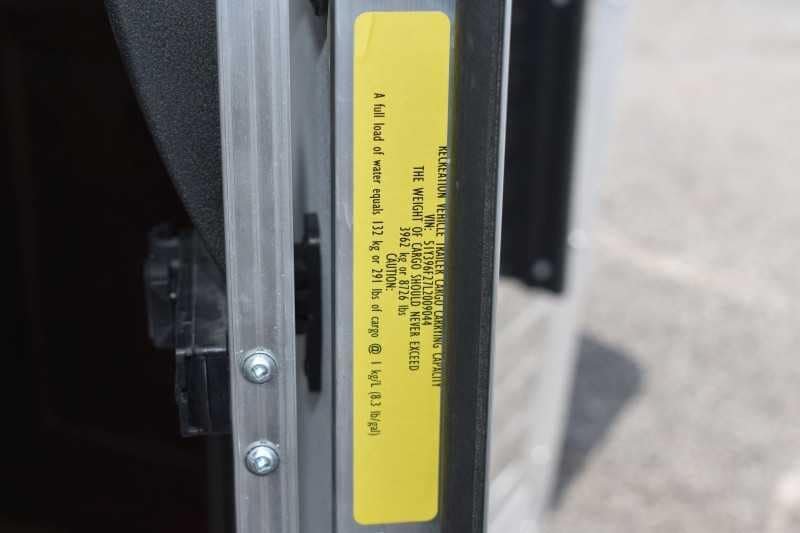 RECREATION VEHICLE TRAILER CARGO CARRYING CAPACITY
VIN: 51T396F27L2009044
THE WEIGHT OF CARGO SHOULD NEVER EXCEED
3962 kg or 8726 lbs
CAUTION:
A full load of water equals 132 kg or 291 lbs of cargo @ 1 kg/L (8.3 lb/gal)